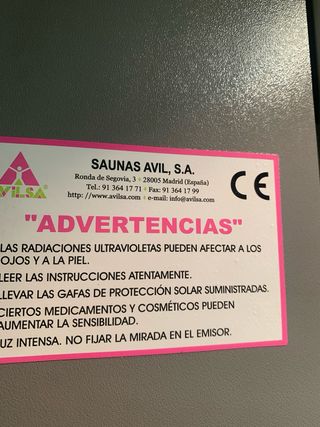 AVILSA
SAUNAS AVIL, S.A.
Ronda de Segovia, 3 • 28005 Madrid (España)
Tel.: 91 364 17 71 • Fax: 91 364 17 99
http://www.avilsa.com • e-mail: info@avilsa.com
CE
"ADVERTENCIAS"
LAS RADIACIONES ULTRAVIOLETAS PUEDEN AFECTAR A LOS
OJOS Y A LA PIEL.
LEER LAS INSTRUCCIONES ATENTAMENTE.
LLEVAR LAS GAFAS DE PROTECCIÓN SOLAR SUMINISTRADAS.
CIERTOS MEDICAMENTOS Y COSMÉTICOS PUEDEN
AUMENTAR LA SENSIBILIDAD.
UZ INTENSA. NO FIJAR LA MIRADA EN EL EMISOR.